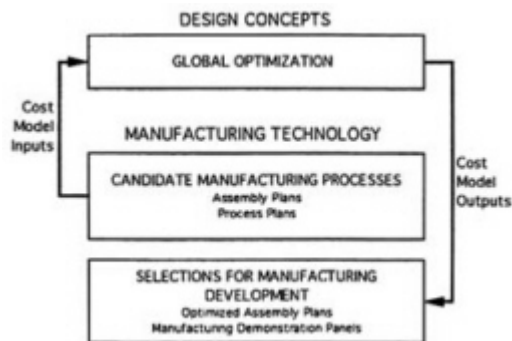 DESIGN CONCEPTS
GLOBAL OPTIMIZATION
Cost
Model
Inputs
MANUFACTURING TECHNOLOGY
CANDIDATE MANUFACTURING PROCESSES
Assembly Plans
Process Plans
Cost
Model
Outputs
SELECTIONS FOR MANUFACTURING
DEVELOPMENT
Optimized Assembly Plans
Manufacturing Demonstration Panels